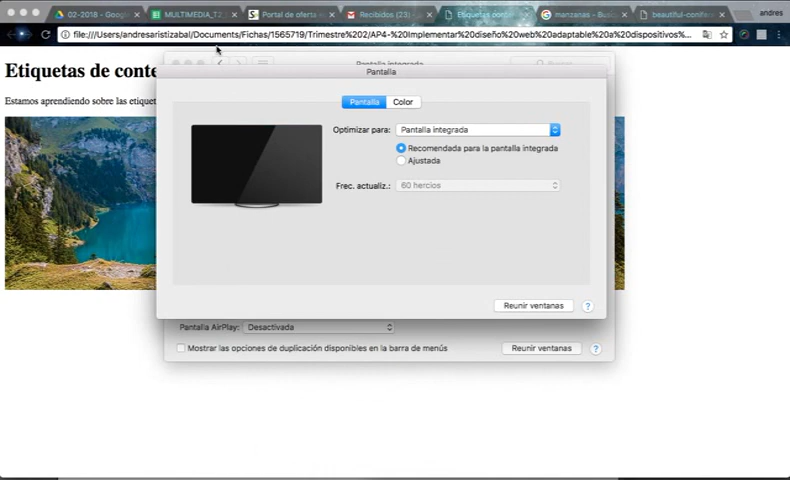 02-2018 - Google
MULTIMEDIA_T2
Portal de oferta
Recibidos (23)
Etiquetas conte
manzanas - Bus
beautiful-conife
andres
file:///Users/andresaristizabal/Documents/Fichas/1565719/Trimestre%202/AP4-%20Implementar%20diseño%20web%20adaptable%20a%20dispositivos%...
Pantalla integrada
Pantalla
Etiquetas de conte
Estamos aprendiendo sobre las etiquet
Pantalla
Color
Optimizar para:
Pantalla integrada
Recomendada para la pantalla integrada
Ajustada
Frec. actualiz.:
60 hercios
Reunir ventanas
?
Pantalla AirPlay:
Desactivada
Mostrar las opciones de duplicación disponibles en la barra de menús
Reunir ventanas
?